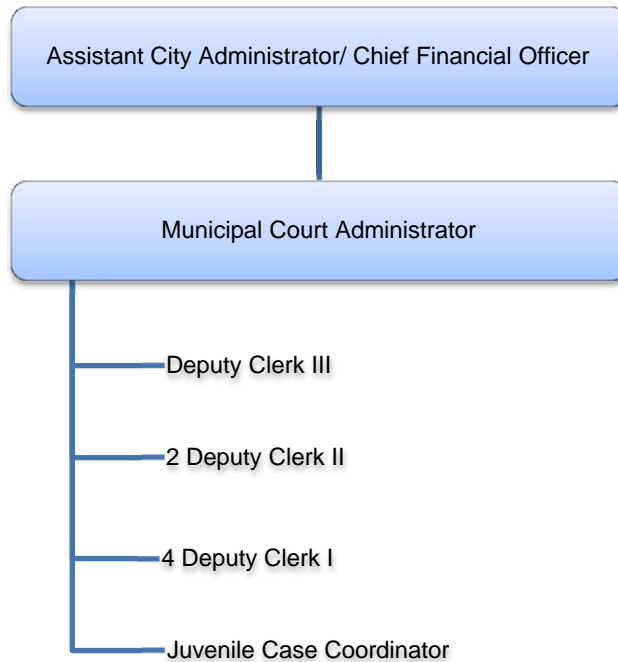 Assistant City Administrator/ Chief Financial Officer
Municipal Court Administrator
Deputy Clerk III
2 Deputy Clerk II
4 Deputy Clerk I
Juvenile Case Coordinator